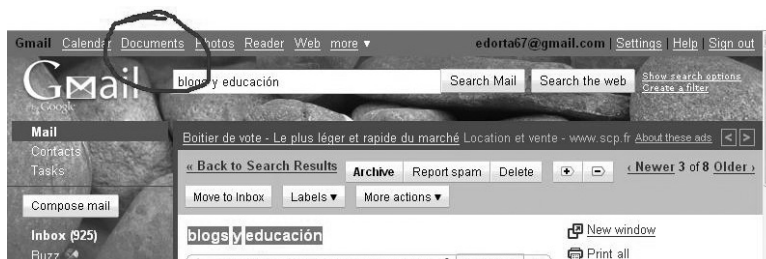 Gmail Calendar Documents Photos Reader Web more ▼ edorta67@gmail.com | Settings | Help | Sign out
Gmail
by Google
blogs y educación Search Mail Search the web Show search options
Create a filter
Mail
Contacts
Tasks
Compose mail
Inbox (925)
Buzz
Boitier de vote - Le plus léger et rapide du marché Location et vente - www.scp.fr About these ads < >
« Back to Search Results Archive Report spam Delete ‹ Newer 3 of 8 Older ›
Move to Inbox Labels ▼ More actions ▼
blogs y educación New window
Print all